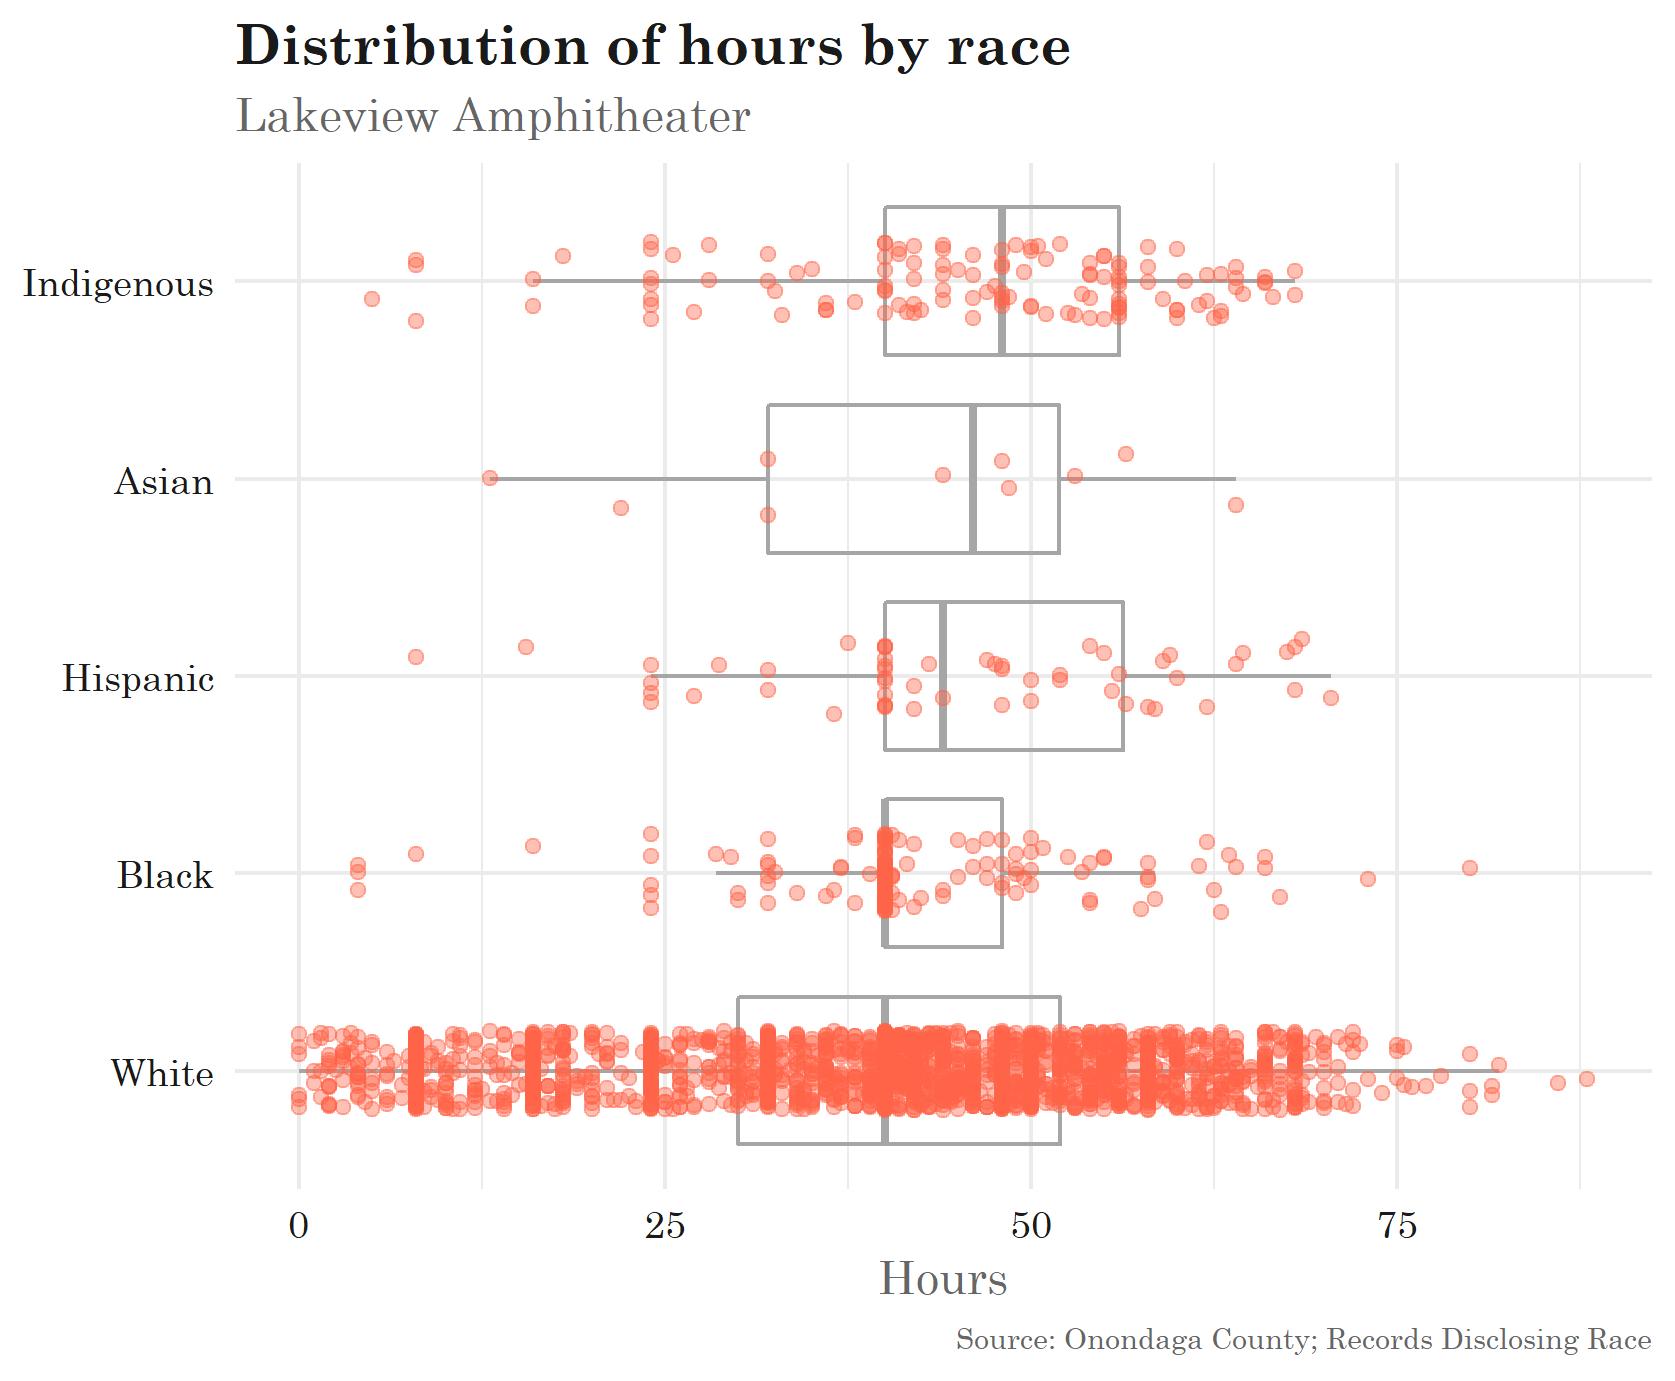 Distribution of hours by race
Lakeview Amphitheater
Indigenous
Asian
Hispanic
Black
White
0 25 50 75
Hours
Source: Onondaga County; Records Disclosing Race